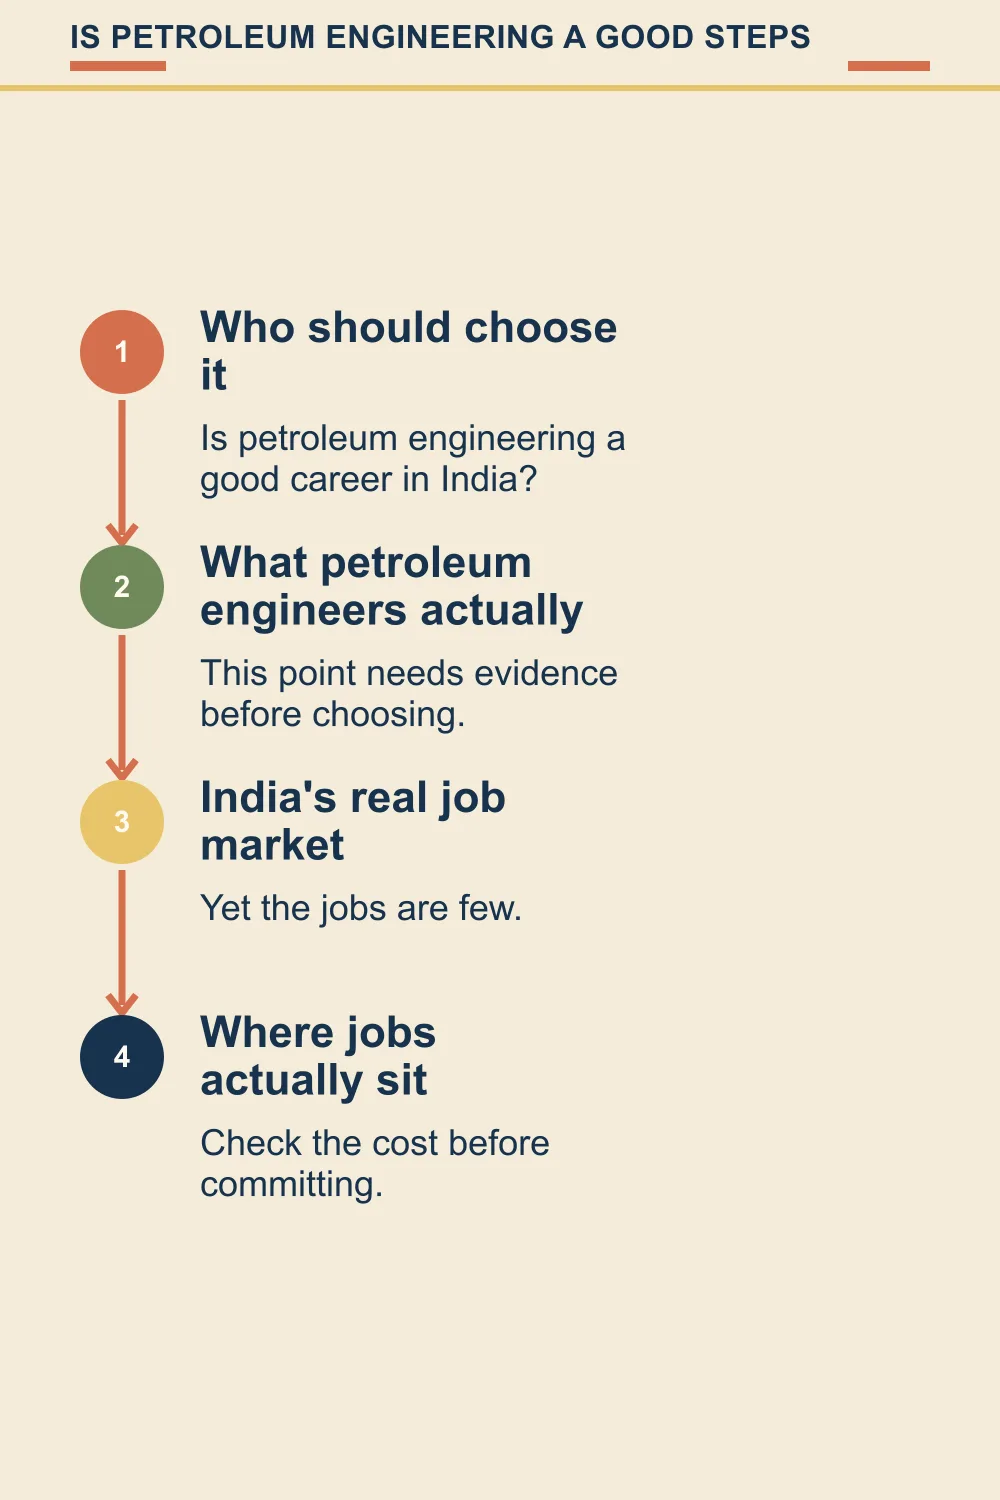 IS PETROLEUM ENGINEERING A GOOD STEPS
1
Who should choose
it
Is petroleum engineering a
good career in India?
2
What petroleum
engineers actually
This point needs evidence
before choosing.
3
India's real job
market
Yet the jobs are few.
4
Where jobs
actually sit
Check the cost before
committing.